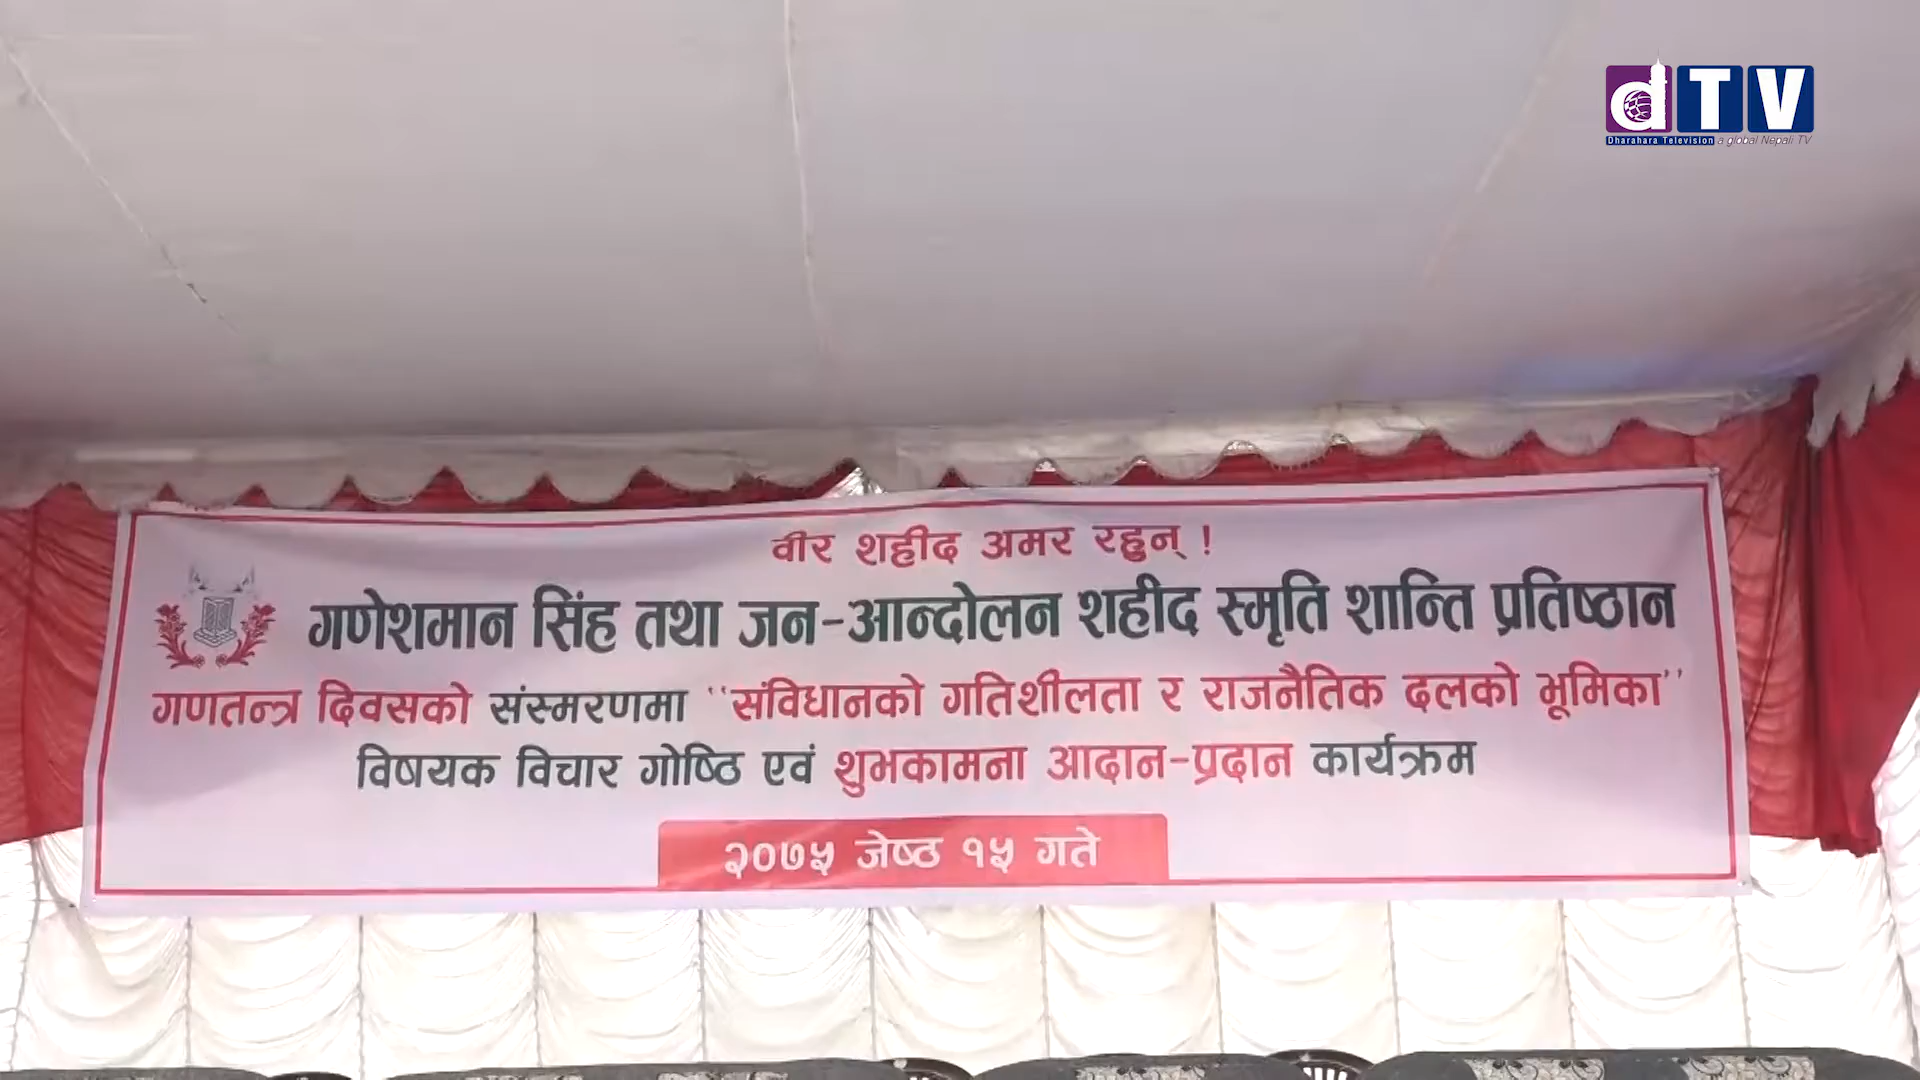 dTV
Dharahara Television a global Nepali TV
वीर शहीद अमर रहुन् !
गणेशमान सिंह तथा जन-आन्दोलन शहीद स्मृति शान्ति प्रतिष्ठान
गणतन्त्र दिवसको संस्मरणमा "संविधानको गतिशीलता र राजनैतिक दलको भूमिका"
विषयक विचार गोष्ठि एवं शुभकामना आदान-प्रदान कार्यक्रम
२०७५ जेष्ठ १५ गते